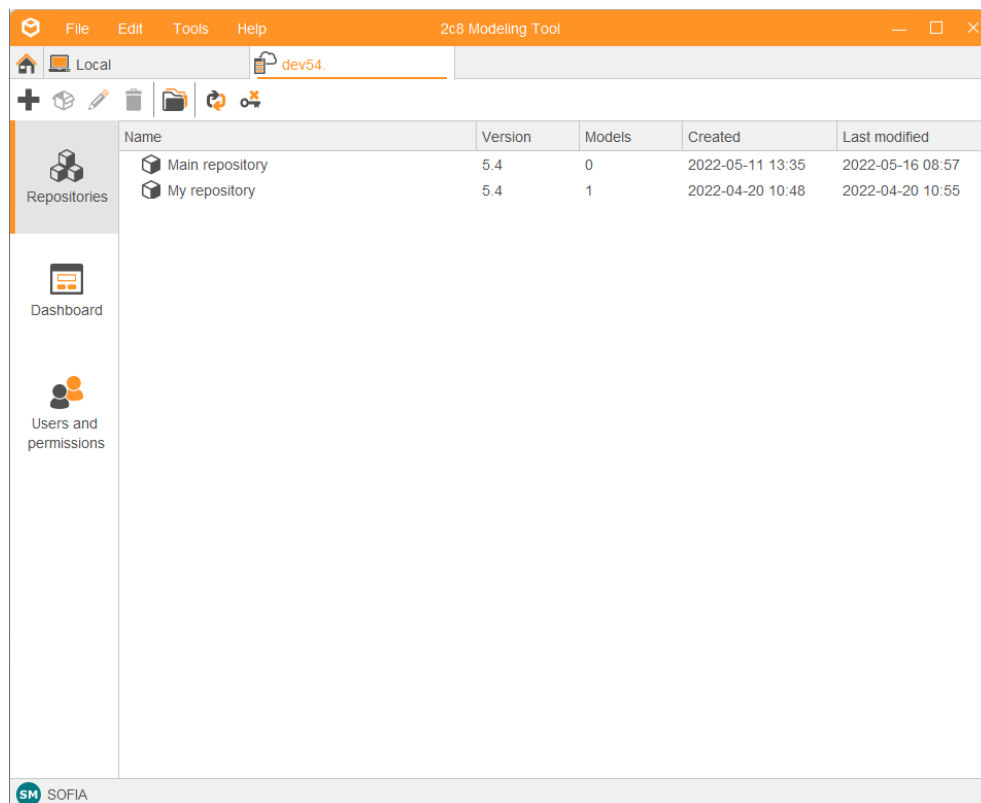 File Edit Tools Help 2c8 Modeling Tool
Local dev54.
Name Version Models Created Last modified
Main repository 5.4 0 2022-05-11 13:35 2022-05-16 08:57
My repository 5.4 1 2022-04-20 10:48 2022-04-20 10:55
Repositories
Dashboard
Users and
permissions
SM SOFIA